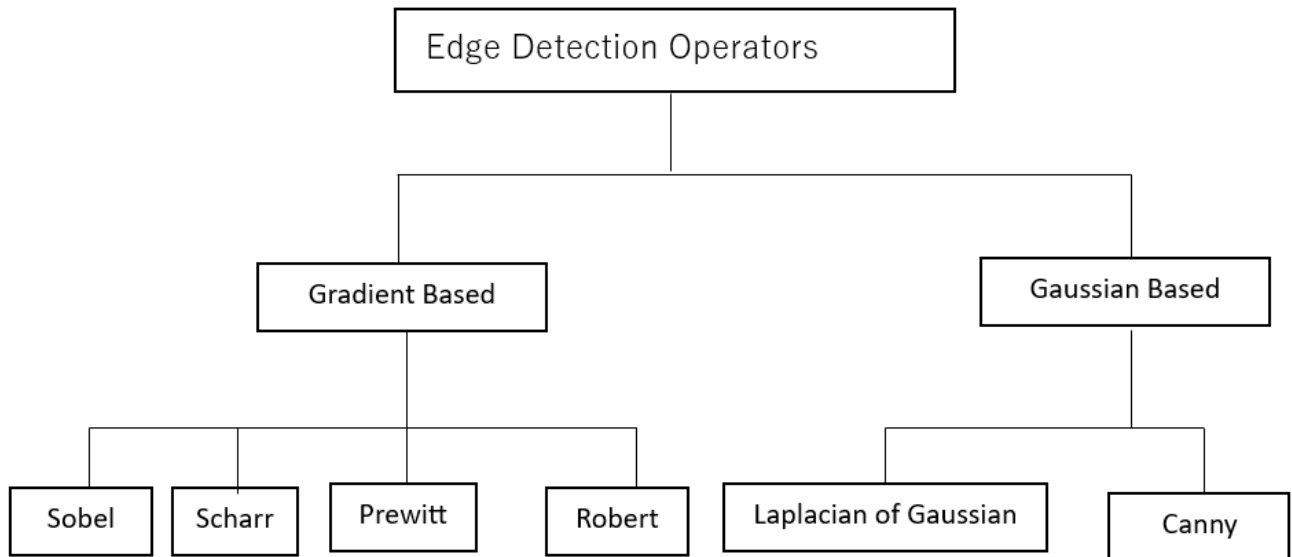 Edge Detection Operators
Gradient Based
Gaussian Based
Sobel
Scharr
Prewitt
Robert
Laplacian of Gaussian
Canny